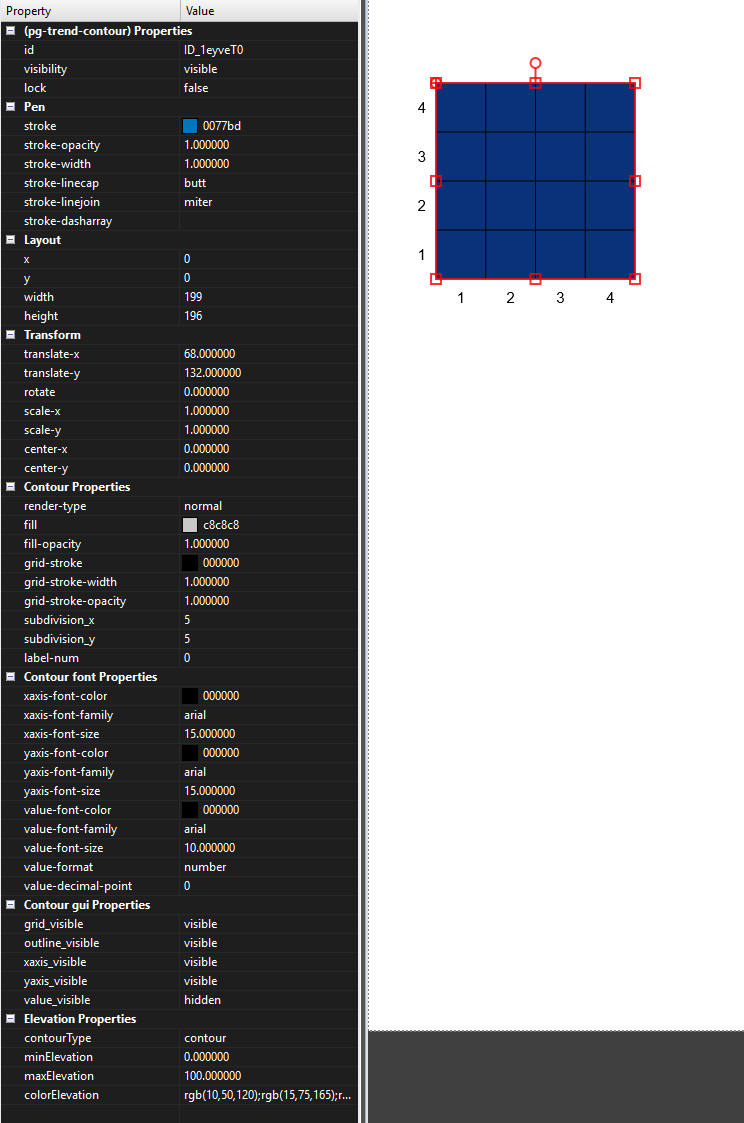 Property Value
(pg-trend-contour) Properties
id ID_1eyveT0
visibility visible
lock false
Pen
stroke 0077bd
stroke-opacity 1.000000
stroke-width 1.000000
stroke-linecap butt
stroke-linejoin miter
stroke-dasharray
Layout
x 0
y 0
width 199
height 196
Transform
translate-x 68.000000
translate-y 132.000000
rotate 0.000000
scale-x 1.000000
scale-y 1.000000
center-x 0.000000
center-y 0.000000
Contour Properties
render-type normal
fill c8c8c8
fill-opacity 1.000000
grid-stroke 000000
grid-stroke-width 1.000000
grid-stroke-opacity 1.000000
subdivision_x 5
subdivision_y 5
label-num 0
Contour font Properties
xaxis-font-color 000000
xaxis-font-family arial
xaxis-font-size 15.000000
yaxis-font-color 000000
yaxis-font-family arial
yaxis-font-size 15.000000
value-font-color 000000
value-font-family arial
value-font-size 10.000000
value-format number
value-decimal-point 0
Contour gui Properties
grid_visible visible
outline_visible visible
xaxis_visible visible
yaxis_visible visible
value_visible hidden
Elevation Properties
contourType contour
minElevation 0.000000
maxElevation 100.000000
colorElevation rgb(10,50,120);rgb(15,75,165);r...
4
3
2
1
1 2 3 4